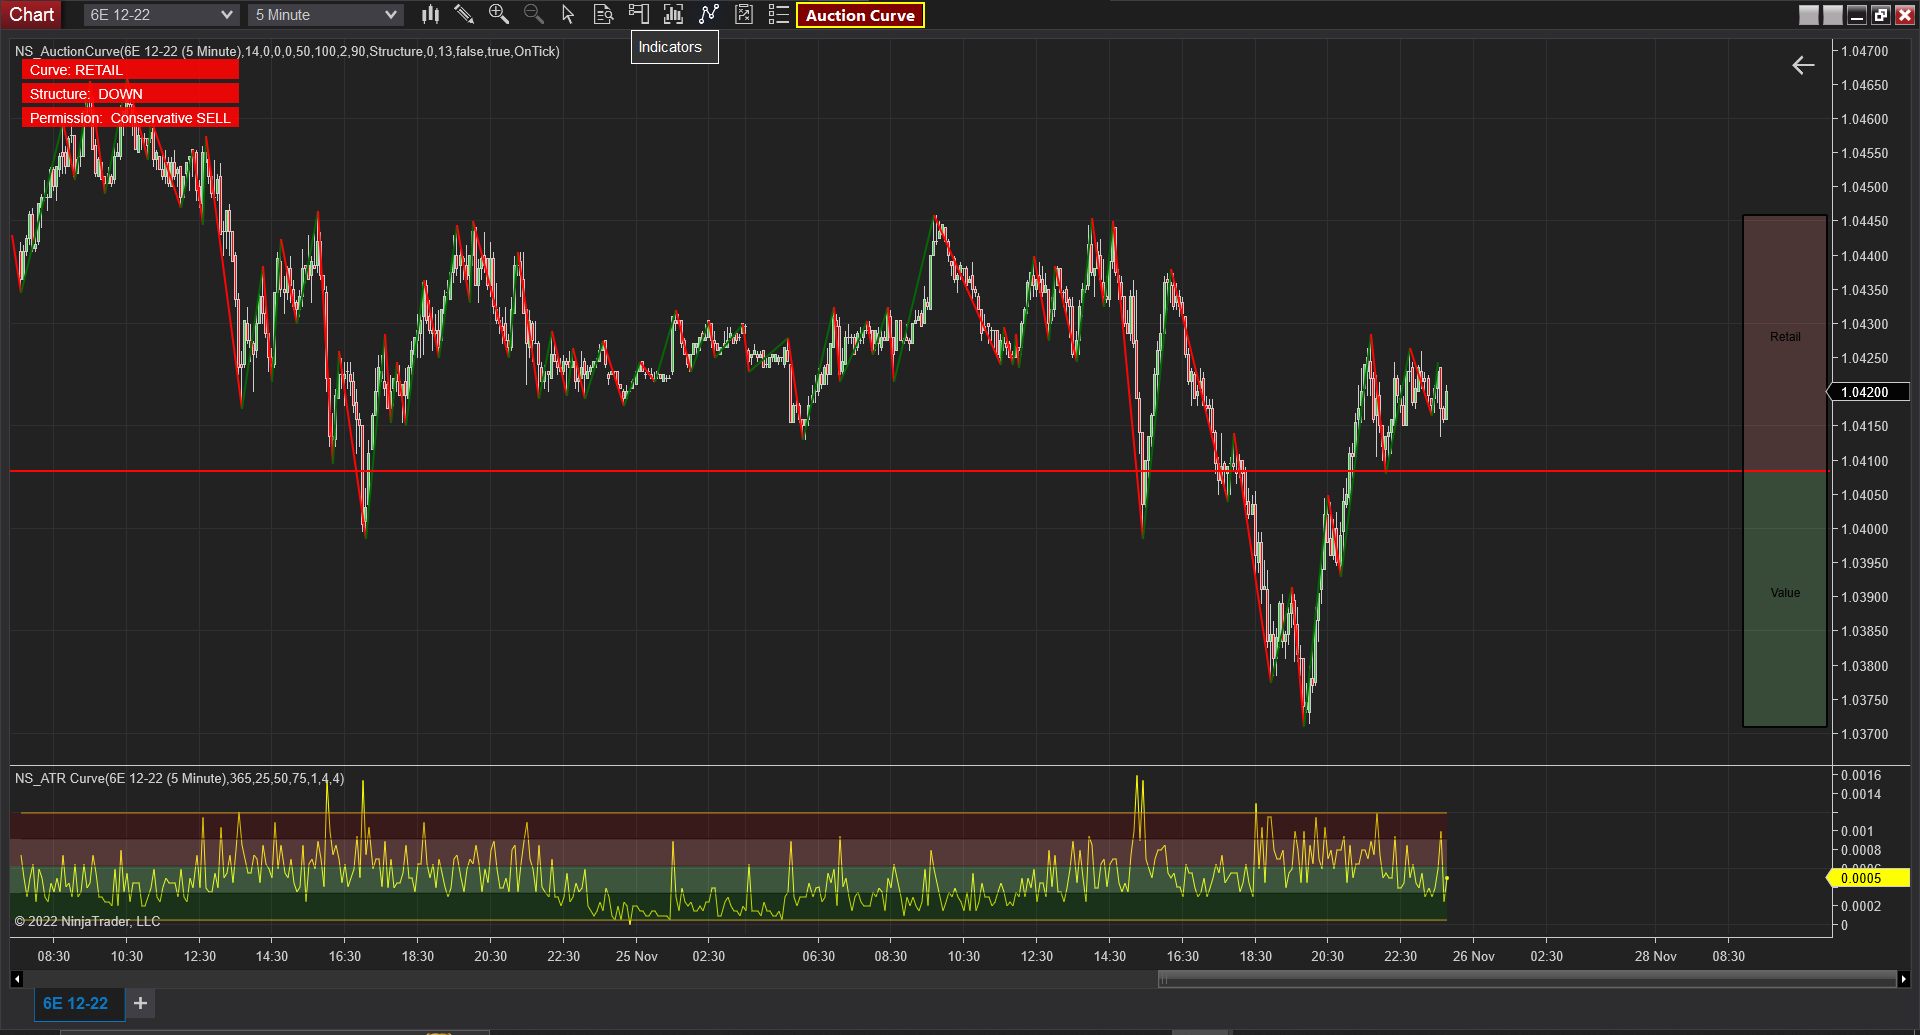 Chart
6E 12-22
5 Minute
Auction Curve
Indicators
NS_AuctionCurve(6E 12-22 (5 Minute),14,0,0,0,50,100,2,90,Structure,0,13,false,true,OnTick)
Curve: RETAIL
Structure: DOWN
Permission: Conservative SELL
1.04700
1.04650
1.04600
1.04550
1.04500
1.04450
1.04400
1.04350
1.04300
1.04250
1.04200
1.04150
1.04100
1.04050
1.04000
1.03950
1.03900
1.03850
1.03800
1.03750
1.03700
Retail
Value
NS_ATR Curve(6E 12-22 (5 Minute),365,25,50,75,1,4,4)
0.0016
0.0014
0.001
0.0008
0.0006
0.0005
0.0002
0
© 2022 NinjaTrader, LLC
08:30 10:30 12:30 14:30 16:30 18:30 20:30 22:30 25 Nov 02:30 06:30 08:30 10:30 12:30 14:30 16:30 18:30 20:30 22:30 26 Nov 02:30 28 Nov 08:30
6E 12-22 +